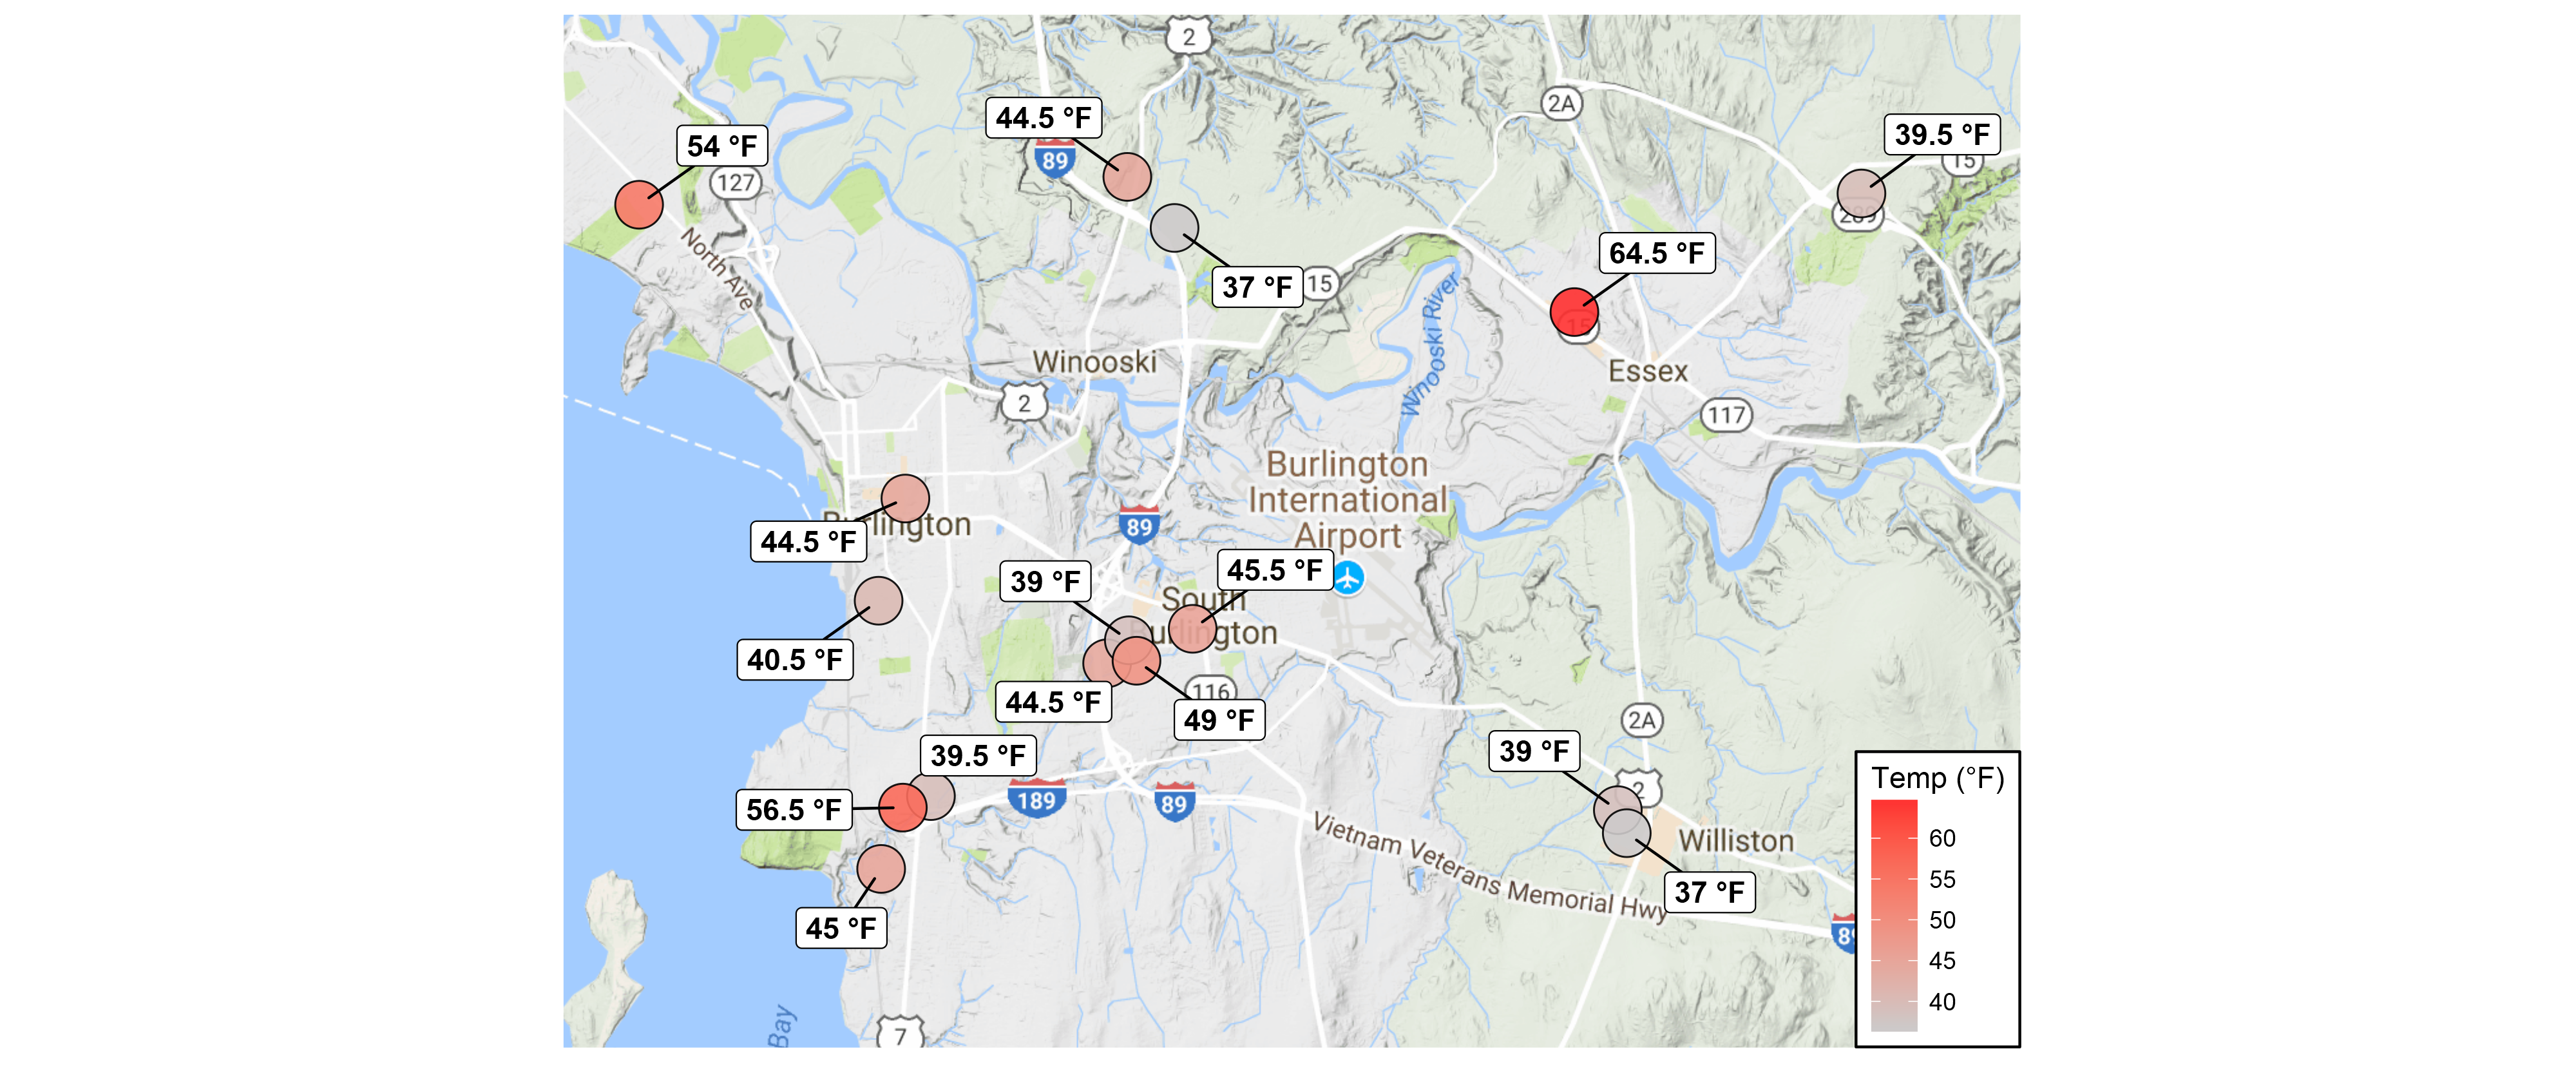 2
44.5 °F
2A
54 °F
39.5 °F
89
15
127
North Ave
289
37 °F
15
64.5 °F
15
Winooski River
Winooski
Essex
2
117
Burlington
International
Airport
Burlington
89
44.5 °F
39 °F
45.5 °F
South
Burlington
40.5 °F
44.5 °F
116
49 °F
2A
39.5 °F
39 °F
56.5 °F
189
89
2
Williston
Vietnam Veterans Memorial Hwy
37 °F
45 °F
89
Bay
7
Temp (°F)
60
55
50
45
40